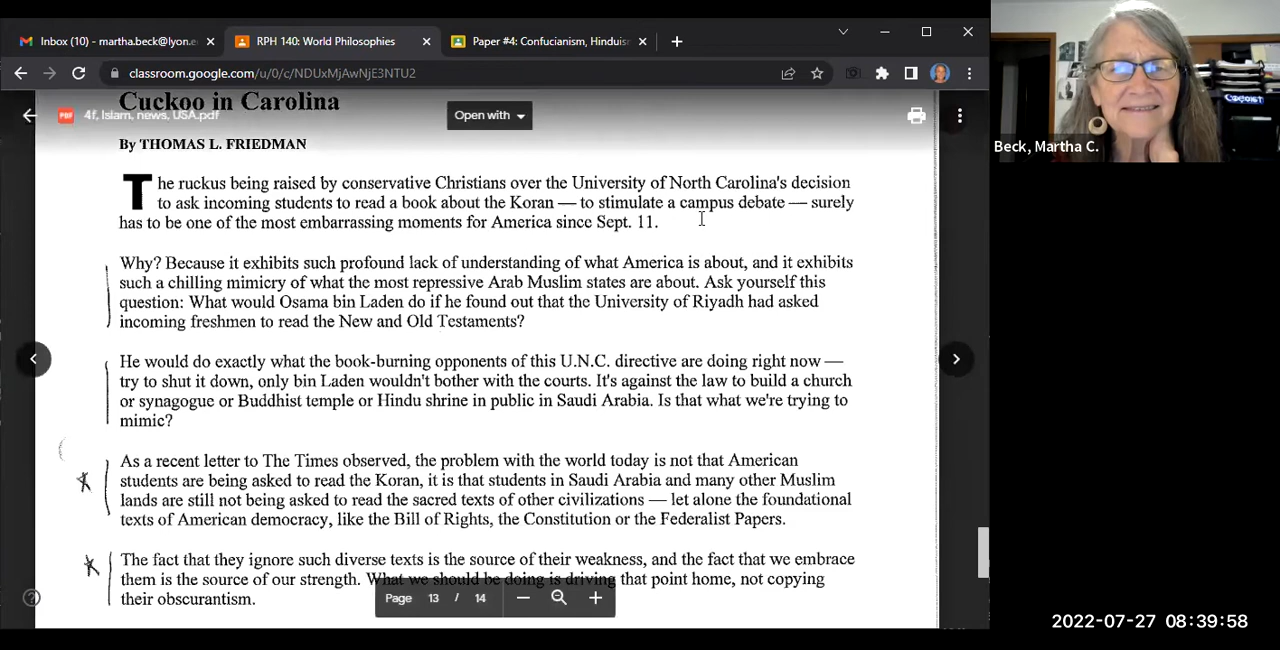 Inbox (10) - martha.beck@lyon.e
RPH 140: World Philosophies
Paper #4: Confucianism, Hinduis
classroom.google.com/u/0/c/NDUxMjAwNjE3NTU2
Cuckoo in Carolina
4f, Islam, news, USA.pdf
Open with
By THOMAS L. FRIEDMAN
The ruckus being raised by conservative Christians over the University of North Carolina's decision
to ask incoming students to read a book about the Koran — to stimulate a campus debate — surely
has to be one of the most embarrassing moments for America since Sept. 11.
Why? Because it exhibits such profound lack of understanding of what America is about, and it exhibits
such a chilling mimicry of what the most repressive Arab Muslim states are about. Ask yourself this
question: What would Osama bin Laden do if he found out that the University of Riyadh had asked
incoming freshmen to read the New and Old Testaments?
He would do exactly what the book-burning opponents of this U.N.C. directive are doing right now —
try to shut it down, only bin Laden wouldn't bother with the courts. It's against the law to build a church
or synagogue or Buddhist temple or Hindu shrine in public in Saudi Arabia. Is that what we're trying to
mimic?
As a recent letter to The Times observed, the problem with the world today is not that American
students are being asked to read the Koran, it is that students in Saudi Arabia and many other Muslim
lands are still not being asked to read the sacred texts of other civilizations — let alone the foundational
texts of American democracy, like the Bill of Rights, the Constitution or the Federalist Papers.
The fact that they ignore such diverse texts is the source of their weakness, and the fact that we embrace
them is the source of our strength. What we should be doing is driving that point home, not copying
their obscurantism.
Page 13 / 14
Beck, Martha C.
2022-07-27 08:39:58